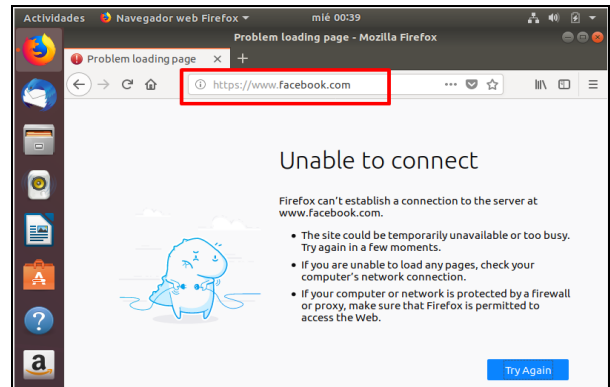 Actividades Navegador web Firefox mié 00:39
Problem loading page - Mozilla Firefox
Problem loading page
https://www.facebook.com
Unable to connect
Firefox can’t establish a connection to the server at
www.facebook.com.
• The site could be temporarily unavailable or too busy.
Try again in a few moments.
• If you are unable to load any pages, check your
computer’s network connection.
• If your computer or network is protected by a firewall
or proxy, make sure that Firefox is permitted to
access the Web.
Try Again